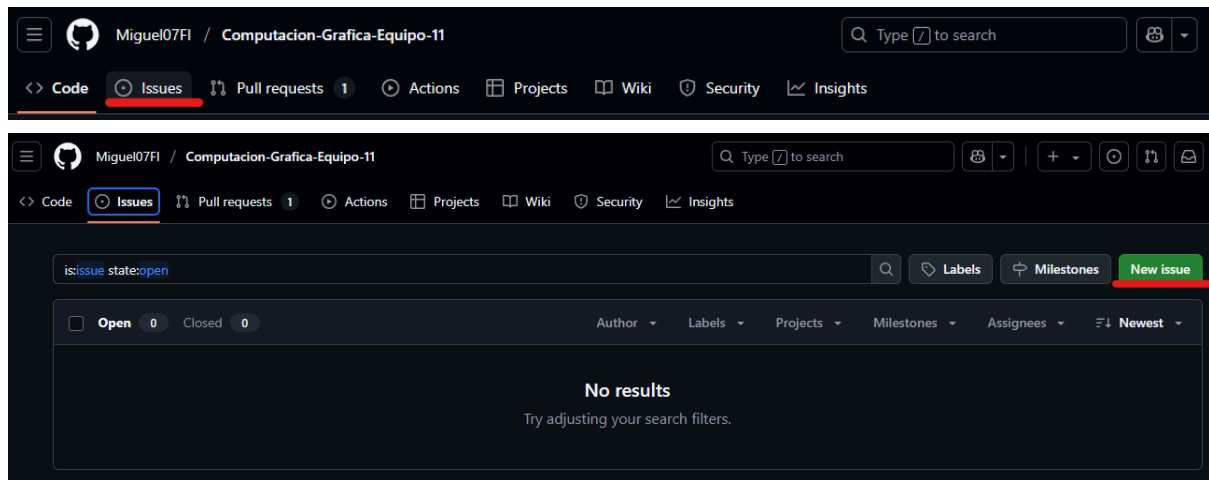 Miguel07FI / Computacion-Grafica-Equipo-11 Type / to search
Code Issues Pull requests 1 Actions Projects Wiki Security Insights
Miguel07FI / Computacion-Grafica-Equipo-11 Type / to search
Code Issues Pull requests 1 Actions Projects Wiki Security Insights
is:issue state:open Labels Milestones New issue
Open 0 Closed 0 Author Labels Projects Milestones Assignees Newest
No results
Try adjusting your search filters.